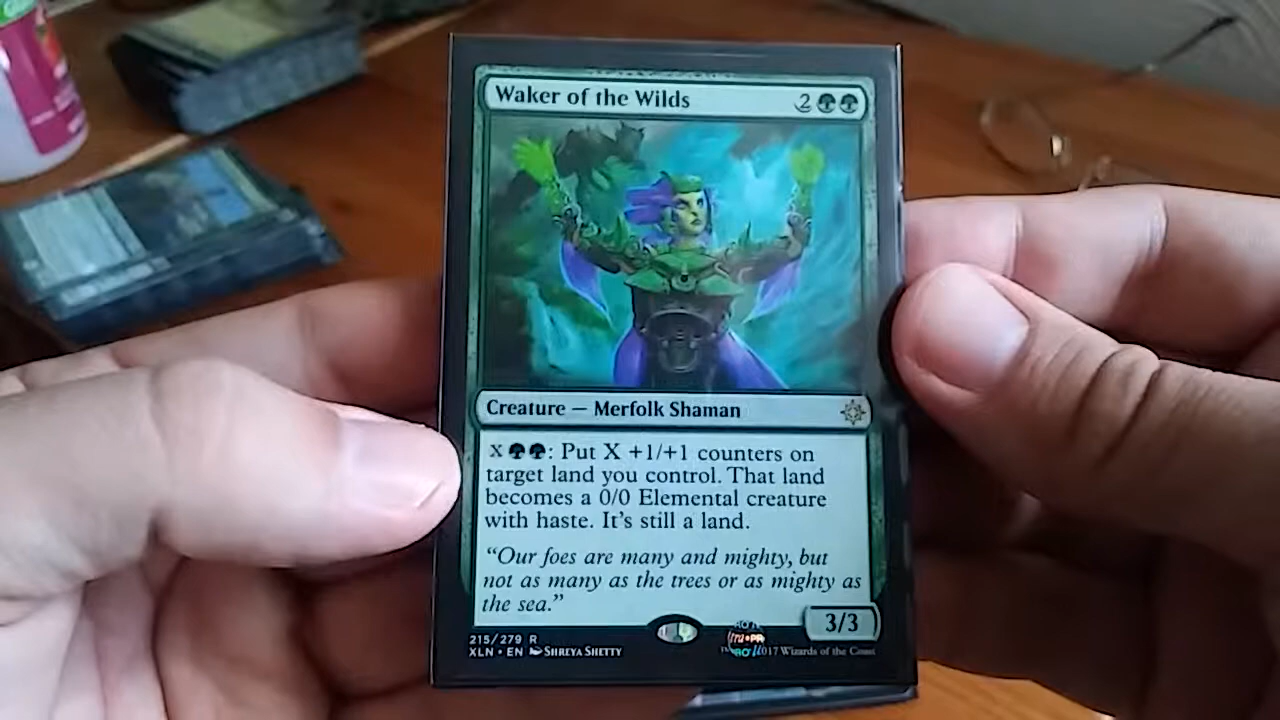 Waker of the Wilds 2
Creature — Merfolk Shaman
X : Put X +1/+1 counters on
target land you control. That land
becomes a 0/0 Elemental creature
with haste. It's still a land.
“Our foes are many and mighty, but
not as many as the trees or as mighty as
the sea.”
3/3
215/279 R
XLN • EN Shreya Shetty
2017 Wizards of the Coast